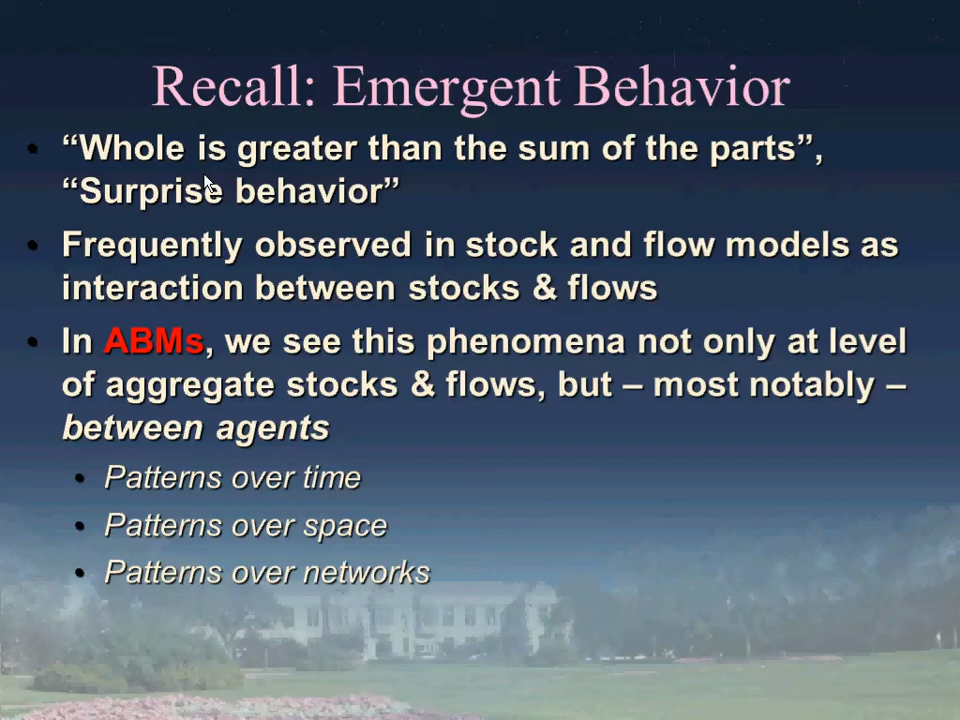 Recall: Emergent Behavior
• “Whole is greater than the sum of the parts”,
“Surprise behavior”
• Frequently observed in stock and flow models as
interaction between stocks & flows
• In ABMs, we see this phenomena not only at level
of aggregate stocks & flows, but – most notably –
between agents
• Patterns over time
• Patterns over space
• Patterns over networks